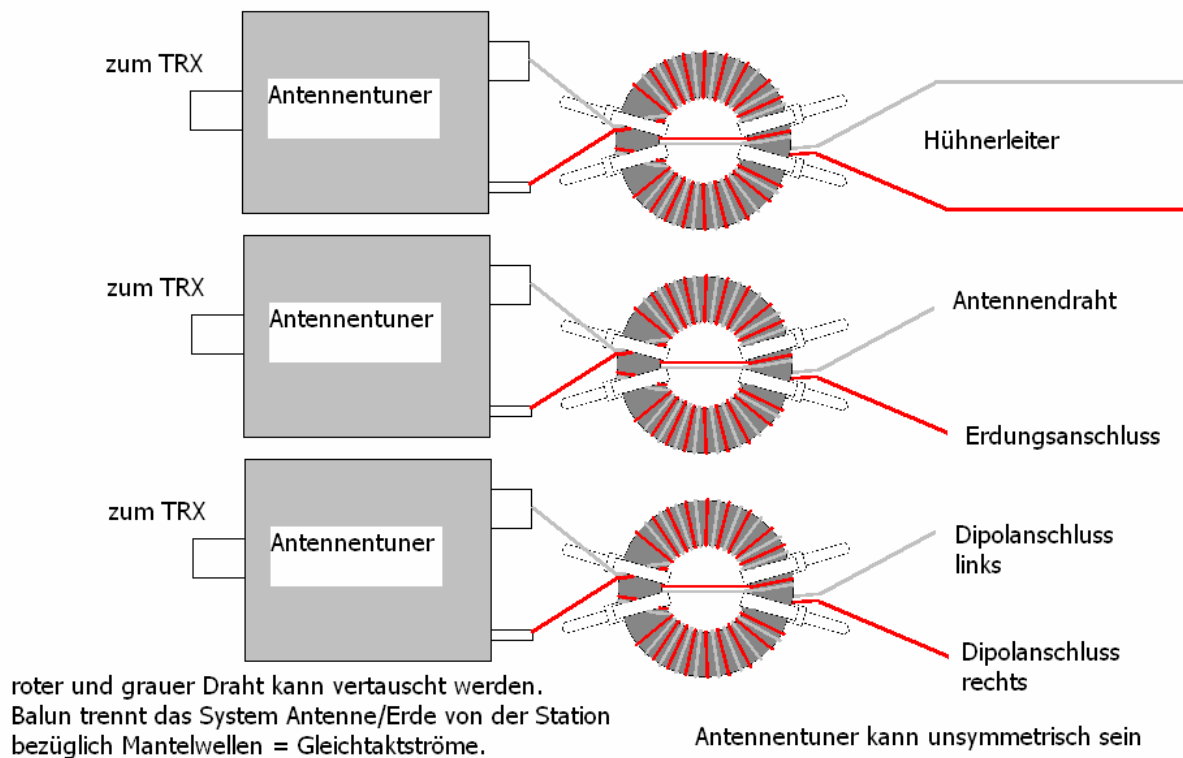 zum TRX
Antennentuner
Hühnerleiter
zum TRX
Antennentuner
Antennendraht
Erdungsanschluss
zum TRX
Antennentuner
Dipolanschluss
links
Dipolanschluss
rechts
roter und grauer Draht kann vertauscht werden.
Balun trennt das System Antenne/Erde von der Station
bezüglich Mantelwellen = Gleichtaktströme.
Antennentuner kann unsymmetrisch sein